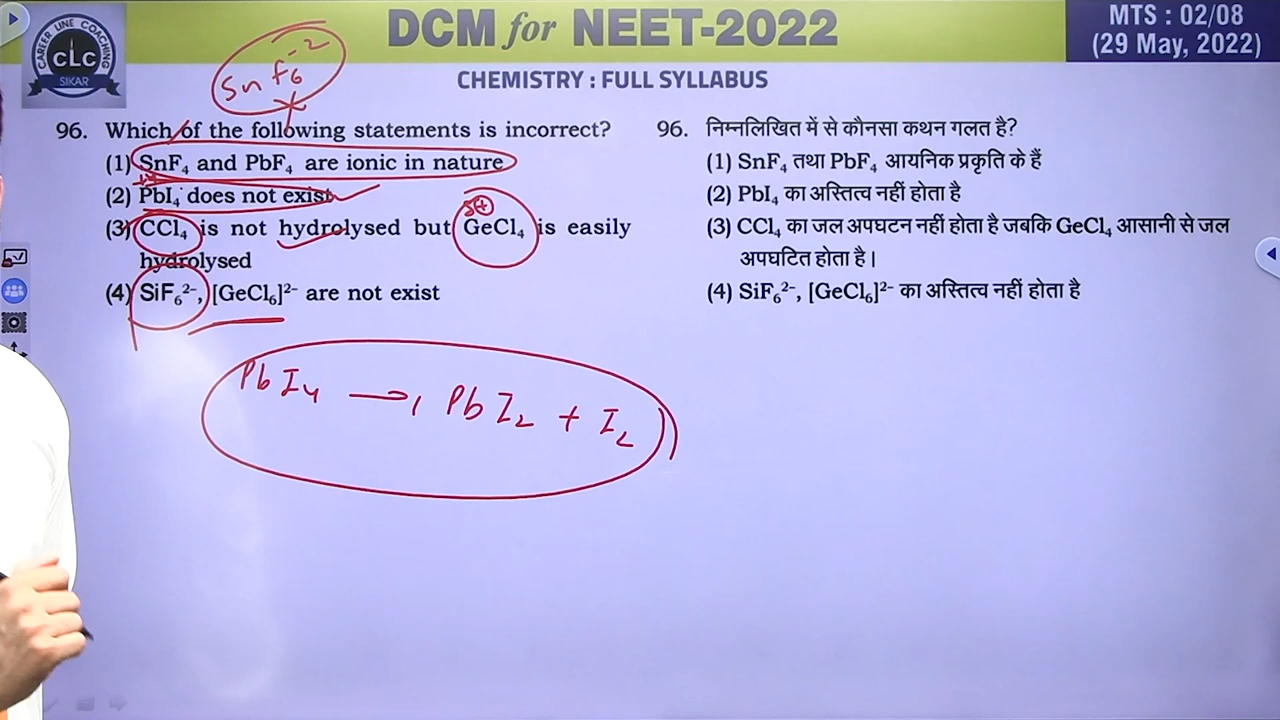 DCM for NEET-2022
MTS : 02/08
(29 May, 2022)
CAREER LINE COACHING
CLC
SIKAR
CHEMISTRY : FULL SYLLABUS
SnF₆⁻²
96. Which of the following statements is incorrect?
(1) SnF₄ and PbF₄ are ionic in nature
+4
(2) PbI₄ does not exist
(3) CCl₄ is not hydrolysed but GeCl₄ is easily
hydrolysed
(4) SiF₆²⁻, [GeCl₆]²⁻ are not exist
96. निम्नलिखित में से कौनसा कथन गलत है?
(1) SnF₄ तथा PbF₄ आयनिक प्रकृति के हैं
(2) PbI₄ का अस्तित्व नहीं होता है
(3) CCl₄ का जल अपघटन नहीं होता है जबकि GeCl₄ आसानी से जल
अपघटित होता है।
(4) SiF₆²⁻, [GeCl₆]²⁻ का अस्तित्व नहीं होता है
PbI₄ → PbI₂ + I₂